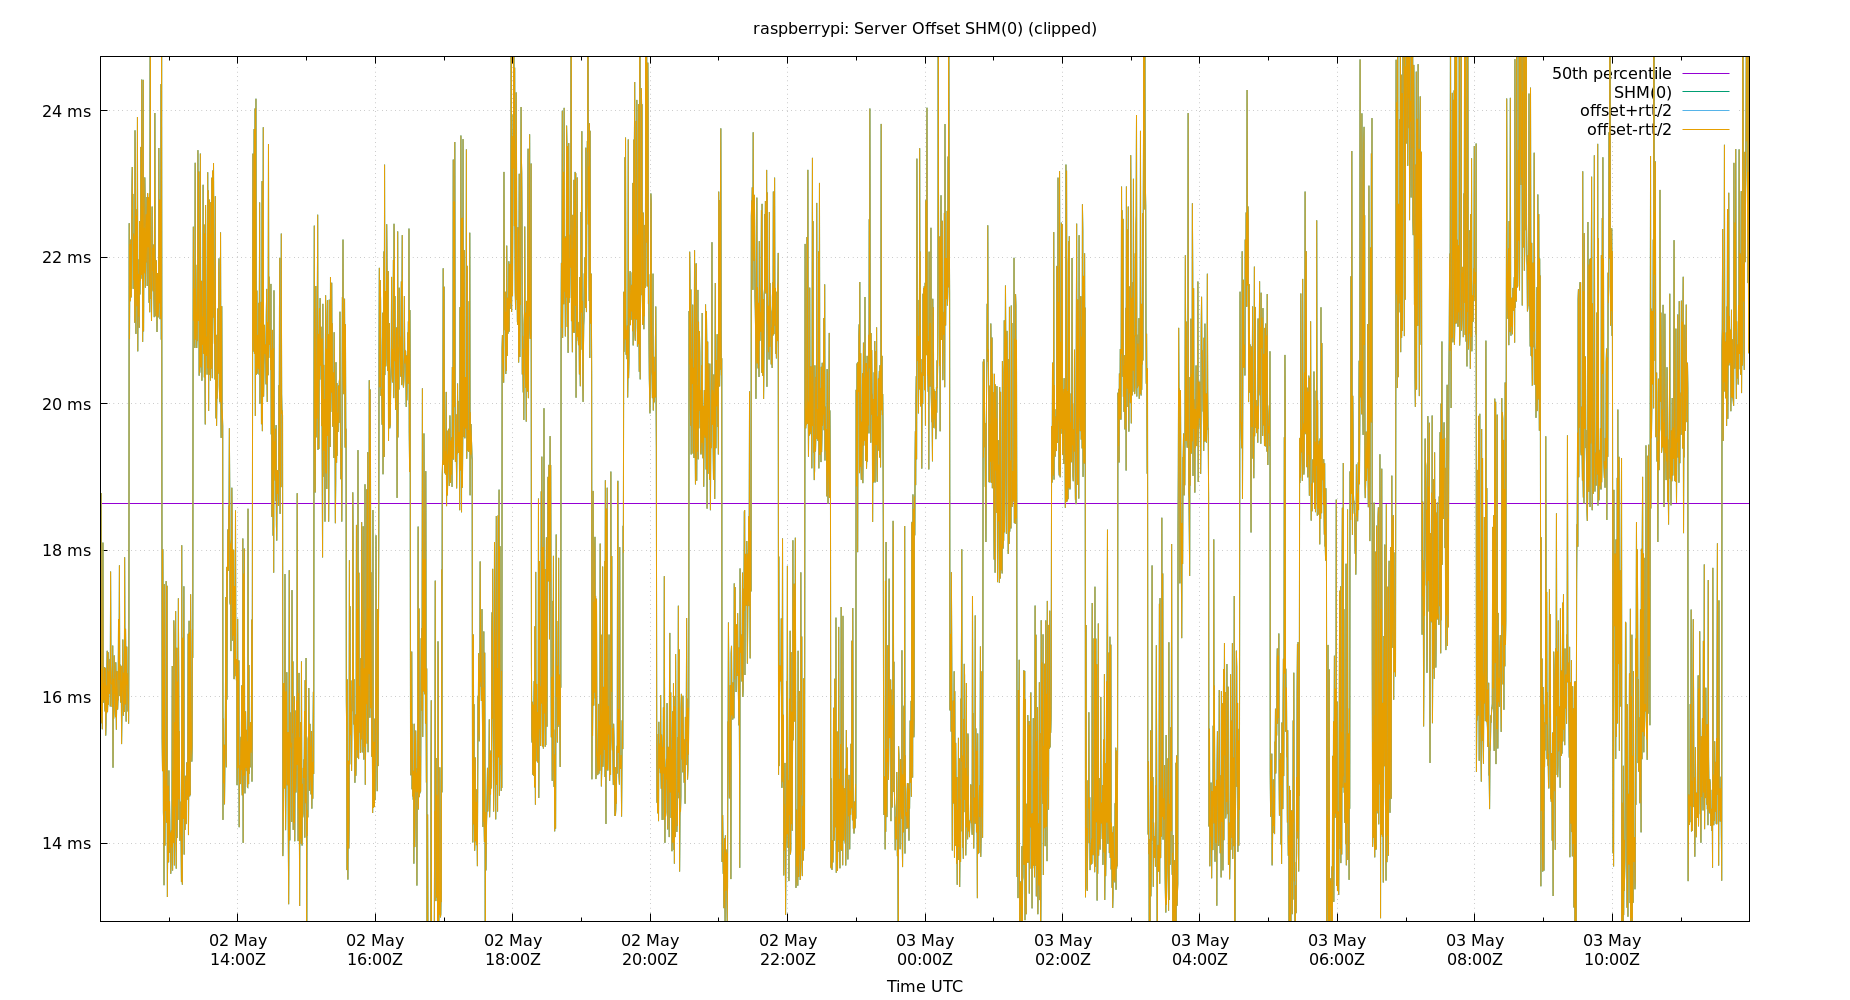 raspberrypi: Server Offset SHM(0) (clipped)
50th percentile
SHM(0)
offset+rtt/2
offset-rtt/2
24 ms
22 ms
20 ms
18 ms
16 ms
14 ms
02 May 02 May 02 May 02 May 02 May 03 May 03 May 03 May 03 May 03 May 03 May
14:00Z 16:00Z 18:00Z 20:00Z 22:00Z 00:00Z 02:00Z 04:00Z 06:00Z 08:00Z 10:00Z
Time UTC